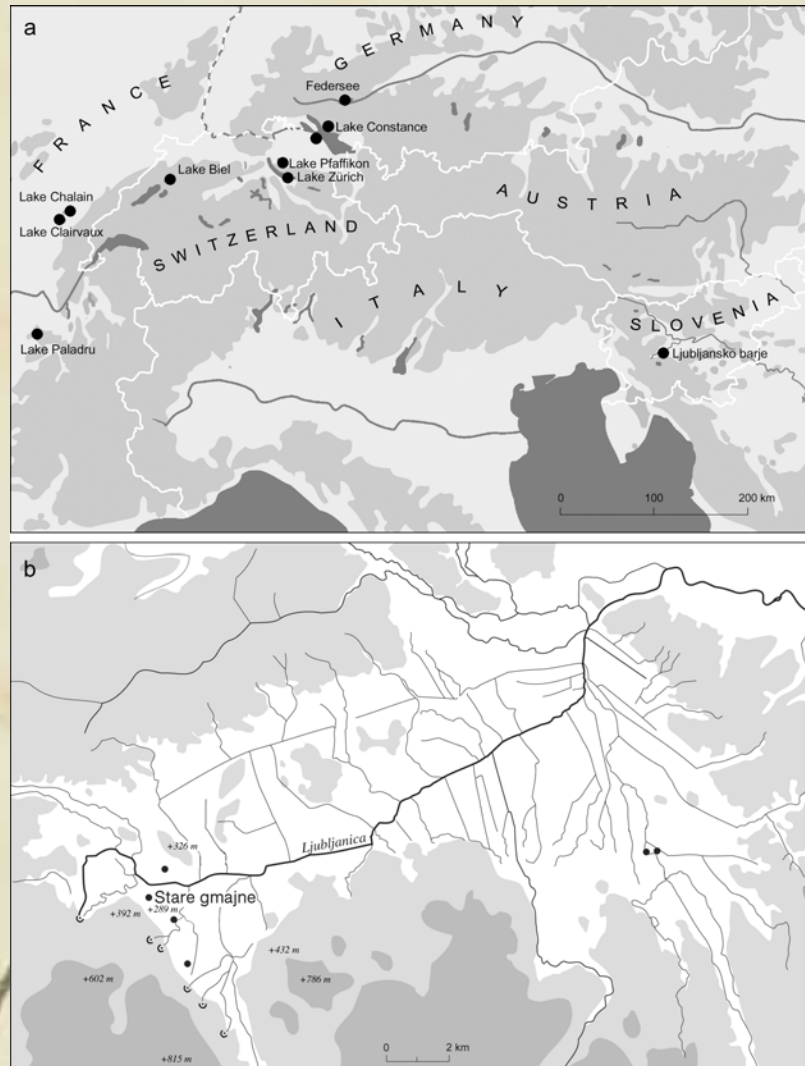 a
GERMANY
FRANCE
Federsee
Lake Constance
Lake Pfaffikon
Lake Biel
Lake Zürich
Lake Chalain
AUSTRIA
Lake Clairvaux
SWITZERLAND
ITALY
SLOVENIA
Lake Paladru
Ljubljansko barje
0 100 200 km
b
Ljubljanica
+326 m
Stare gmajne
+392 m
+289 m
+432 m
+602 m
+786 m
0 2 km
+815 m